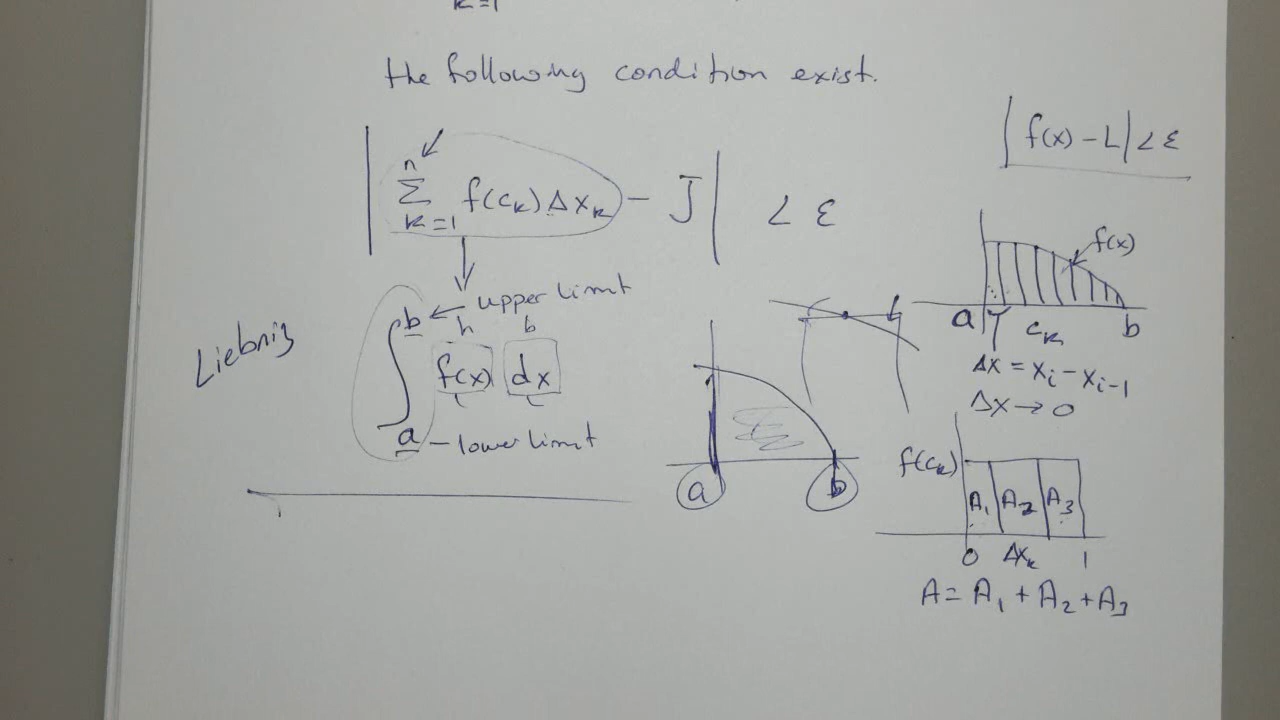 k=1
the following condition exist.
| f(x) - L | < ε
| n Σ k=1 f(ck) Δxk - J | < ε
f(x)
a ck b
Δx = xi - xi-1
Δx → 0
b ← upper limit
h b
Liebniz ∫ f(x) dx
a - lower limit
a b
f(ck)
A1 A2 A3
0 Δxk 1
A = A1 + A2 + A3